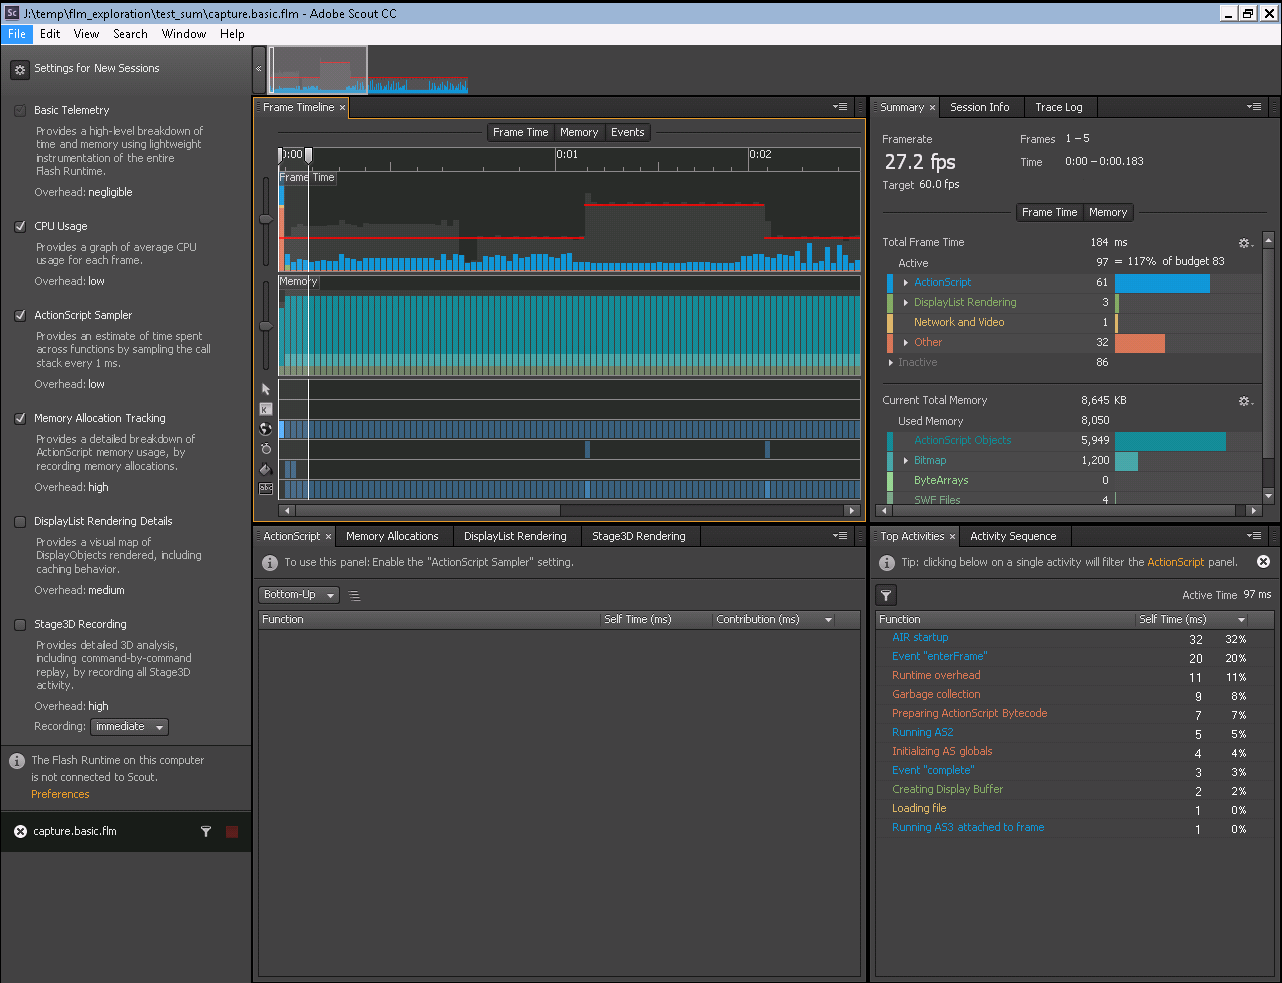 Sc J:\temp\flm_exploration\test_sum\capture.basic.flm - Adobe Scout CC
File Edit View Search Window Help
Settings for New Sessions
Basic Telemetry
Provides a high-level breakdown of
time and memory using lightweight
instrumentation of the entire
Flash Runtime.
Overhead: negligible
CPU Usage
Provides a graph of average CPU
usage for each frame.
Overhead: low
ActionScript Sampler
Provides an estimate of time spent
across functions by sampling the call
stack every 1 ms.
Overhead: low
Memory Allocation Tracking
Provides a detailed breakdown of
ActionScript memory usage, by
recording memory allocations.
Overhead: high
DisplayList Rendering Details
Provides a visual map of
DisplayObjects rendered, including
caching behavior.
Overhead: medium
Stage3D Recording
Provides detailed 3D analysis,
including command-by-command
replay, by recording all Stage3D
activity.
Overhead: high
Recording: immediate
The Flash Runtime on this computer
is not connected to Scout.
Preferences
capture.basic.flm
Frame Timeline
Frame Time Memory Events
0:00 0:01 0:02
Frame Time
Memory
K
abc
Summary Session Info Trace Log
Framerate
27.2 fps
Target 60.0 fps
Frames 1 – 5
Time 0:00 – 0:00.183
Frame Time Memory
Total Frame Time 184 ms
Active 97 = 117% of budget 83
ActionScript 61
DisplayList Rendering 3
Network and Video 1
Other 32
Inactive 86
Current Total Memory 8,645 KB
Used Memory 8,050
ActionScript Objects 5,949
Bitmap 1,200
ByteArrays 0
SWF Files 4
ActionScript Memory Allocations DisplayList Rendering Stage3D Rendering
To use this panel: Enable the "ActionScript Sampler" setting.
Bottom-Up
Function Self Time (ms) Contribution (ms)
Top Activities Activity Sequence
Tip: clicking below on a single activity will filter the ActionScript panel.
Active Time 97 ms
Function Self Time (ms)
AIR startup 32 32%
Event "enterFrame" 20 20%
Runtime overhead 11 11%
Garbage collection 9 8%
Preparing ActionScript Bytecode 7 7%
Running AS2 5 5%
Initializing AS globals 4 4%
Event "complete" 3 3%
Creating Display Buffer 2 2%
Loading file 1 0%
Running AS3 attached to frame 1 0%